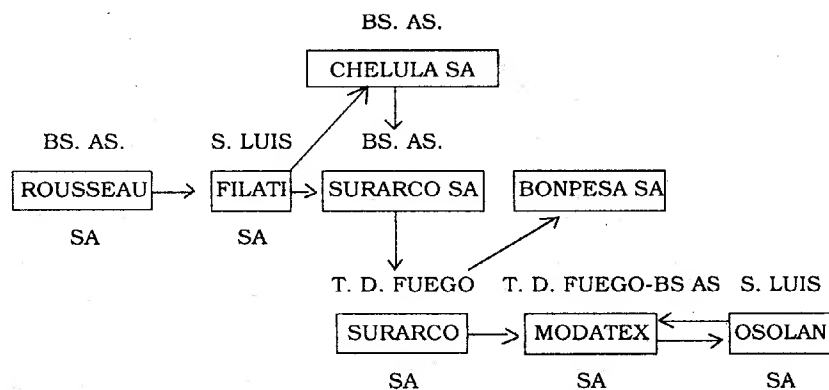 BS. AS.
CHELULA SA
BS. AS. S. LUIS BS. AS.
ROUSSEAU FILATI SURARCO SA BONPESA SA
SA SA
T. D. FUEGO T. D. FUEGO-BS AS S. LUIS
SURARCO MODATEX OSOLAN
SA SA SA